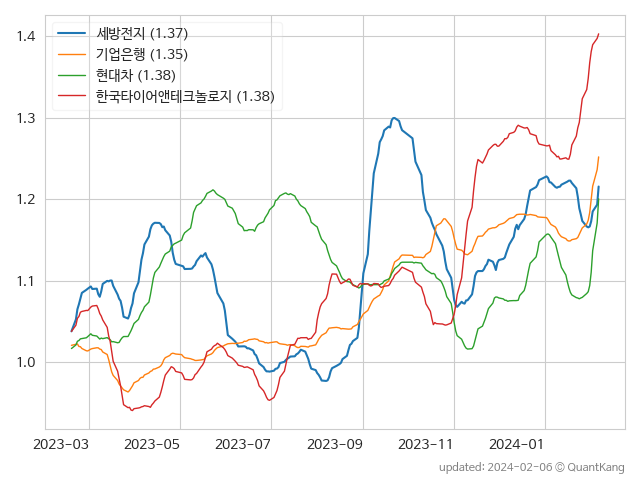 세방전지 (1.37)
기업은행 (1.35)
현대차 (1.38)
한국타이어앤테크놀로지 (1.38)
1.4
1.3
1.2
1.1
1.0
2023-03 2023-05 2023-07 2023-09 2023-11 2024-01
updated: 2024-02-06 © QuantKang